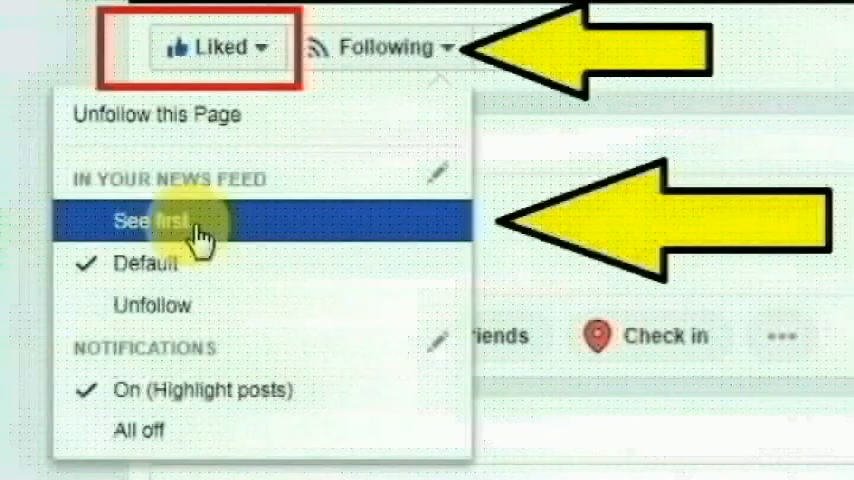 Liked Following
Unfollow this Page
IN YOUR NEWS FEED
See first
Default
Unfollow
riends Check in
NOTIFICATIONS
On (Highlight posts)
All off